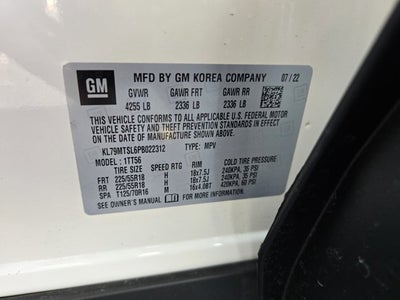 GM
MFD BY GM KOREA COMPANY 07/22
GVWR GAWR FRT GAWR RR
4255 LB 2336 LB 2336 LB
THIS VEHICLE CONFORMS TO ALL APPLICABLE U.S. FEDERAL MOTOR
VEHICLE SAFETY AND THEFT PREVENTION STANDARDS IN EFFECT ON
THE DATE OF MANUFACTURE SHOWN ABOVE.
KL79MTSL6PB022312 TYPE: MPV
MODEL : 1TT56
TIRE SIZE SPEED RTG RIM COLD TIRE PRESSURE
FRT 225/55R18 H 18x7.5J 240KPA, 35 PSI
RR 225/55R18 H 18x7.5J 240KPA, 35 PSI
SP T125/70R16 M 16x4.0BT 420KPA, 60 PSI
SEE OWNER'S MANUAL FOR ADDITIONAL INFORMATION.